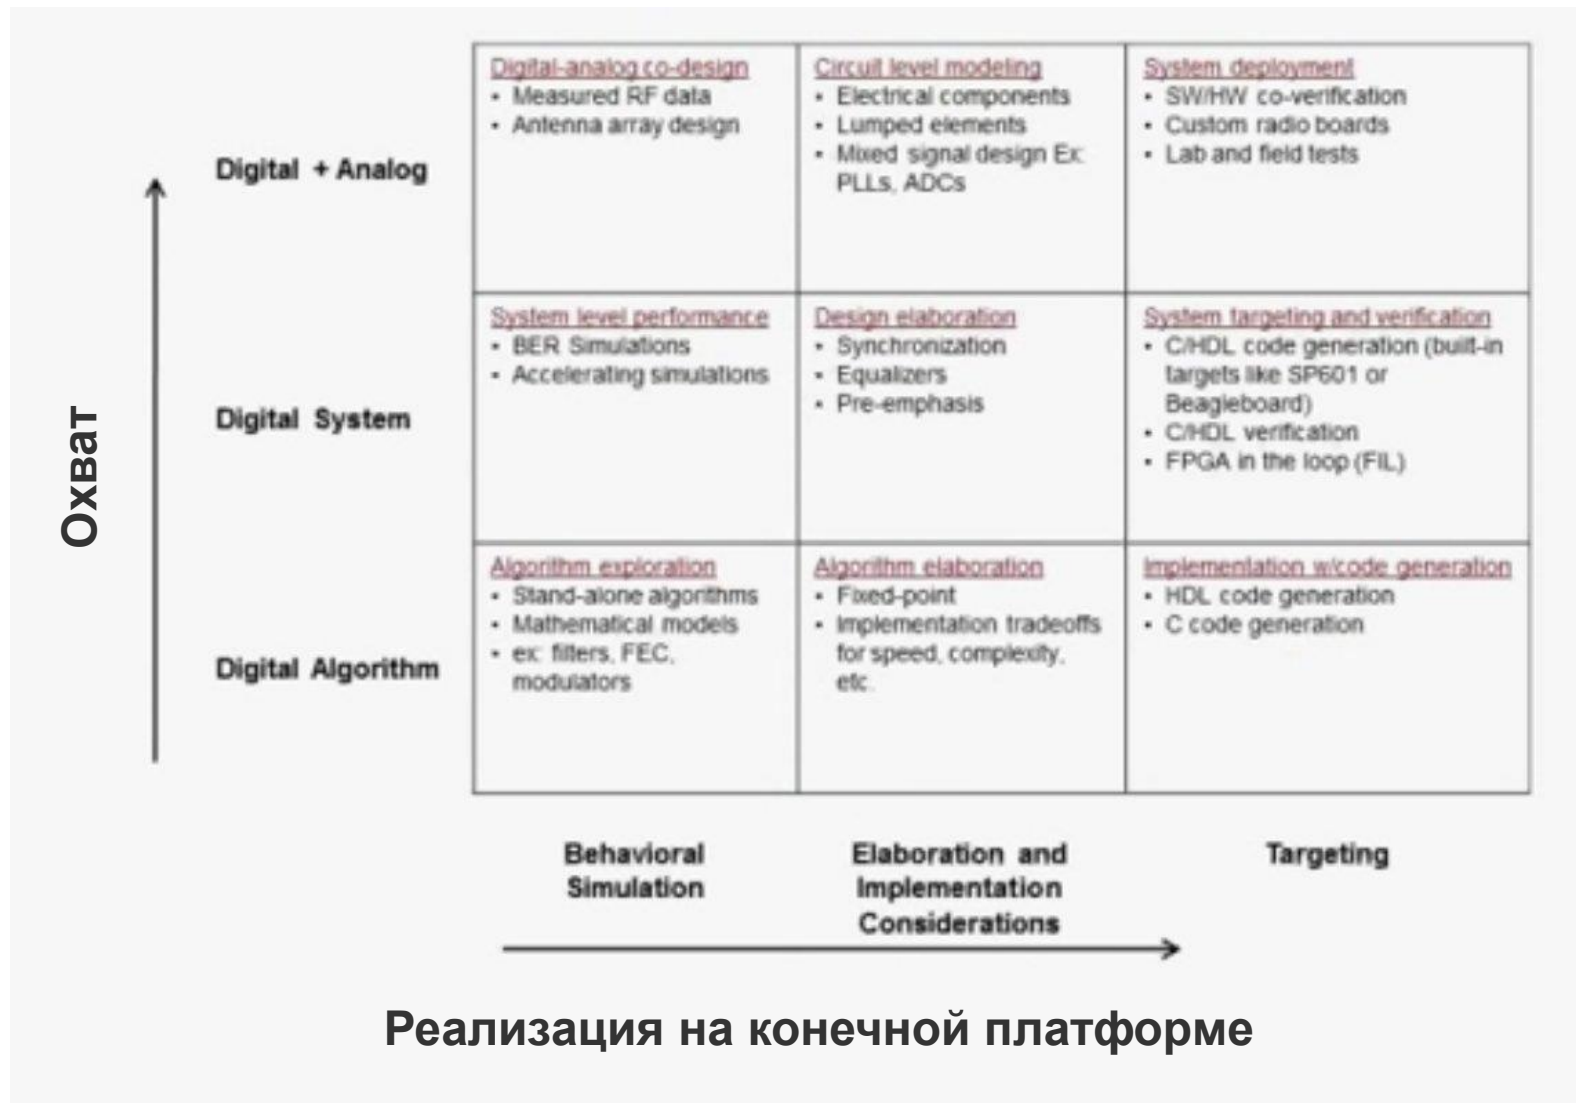 Digital-analog co-design
• Measured RF data
• Antenna array design
Circuit level modeling
• Electrical components
• Lumped elements
• Mixed signal design Ex:
PLLs, ADCs
System deployment
• SW/HW co-verification
• Custom radio boards
• Lab and field tests
Digital + Analog
System level performance
• BER Simulations
• Accelerating simulations
Design elaboration
• Synchronization
• Equalizers
• Pre-emphasis
System targeting and verification
• C/HDL code generation (built-in
targets like SP601 or
Beagleboard)
• C/HDL verification
• FPGA in the loop (FIL)
Digital System
Охват
Algorithm exploration
• Stand-alone algorithms
• Mathematical models
• ex: filters, FEC,
modulators
Algorithm elaboration
• Fixed-point
• Implementation tradeoffs
for speed, complexity,
etc.
Implementation w/code generation
• HDL code generation
• C code generation
Digital Algorithm
Behavioral
Simulation
Elaboration and
Implementation
Considerations
Targeting
Реализация на конечной платформе